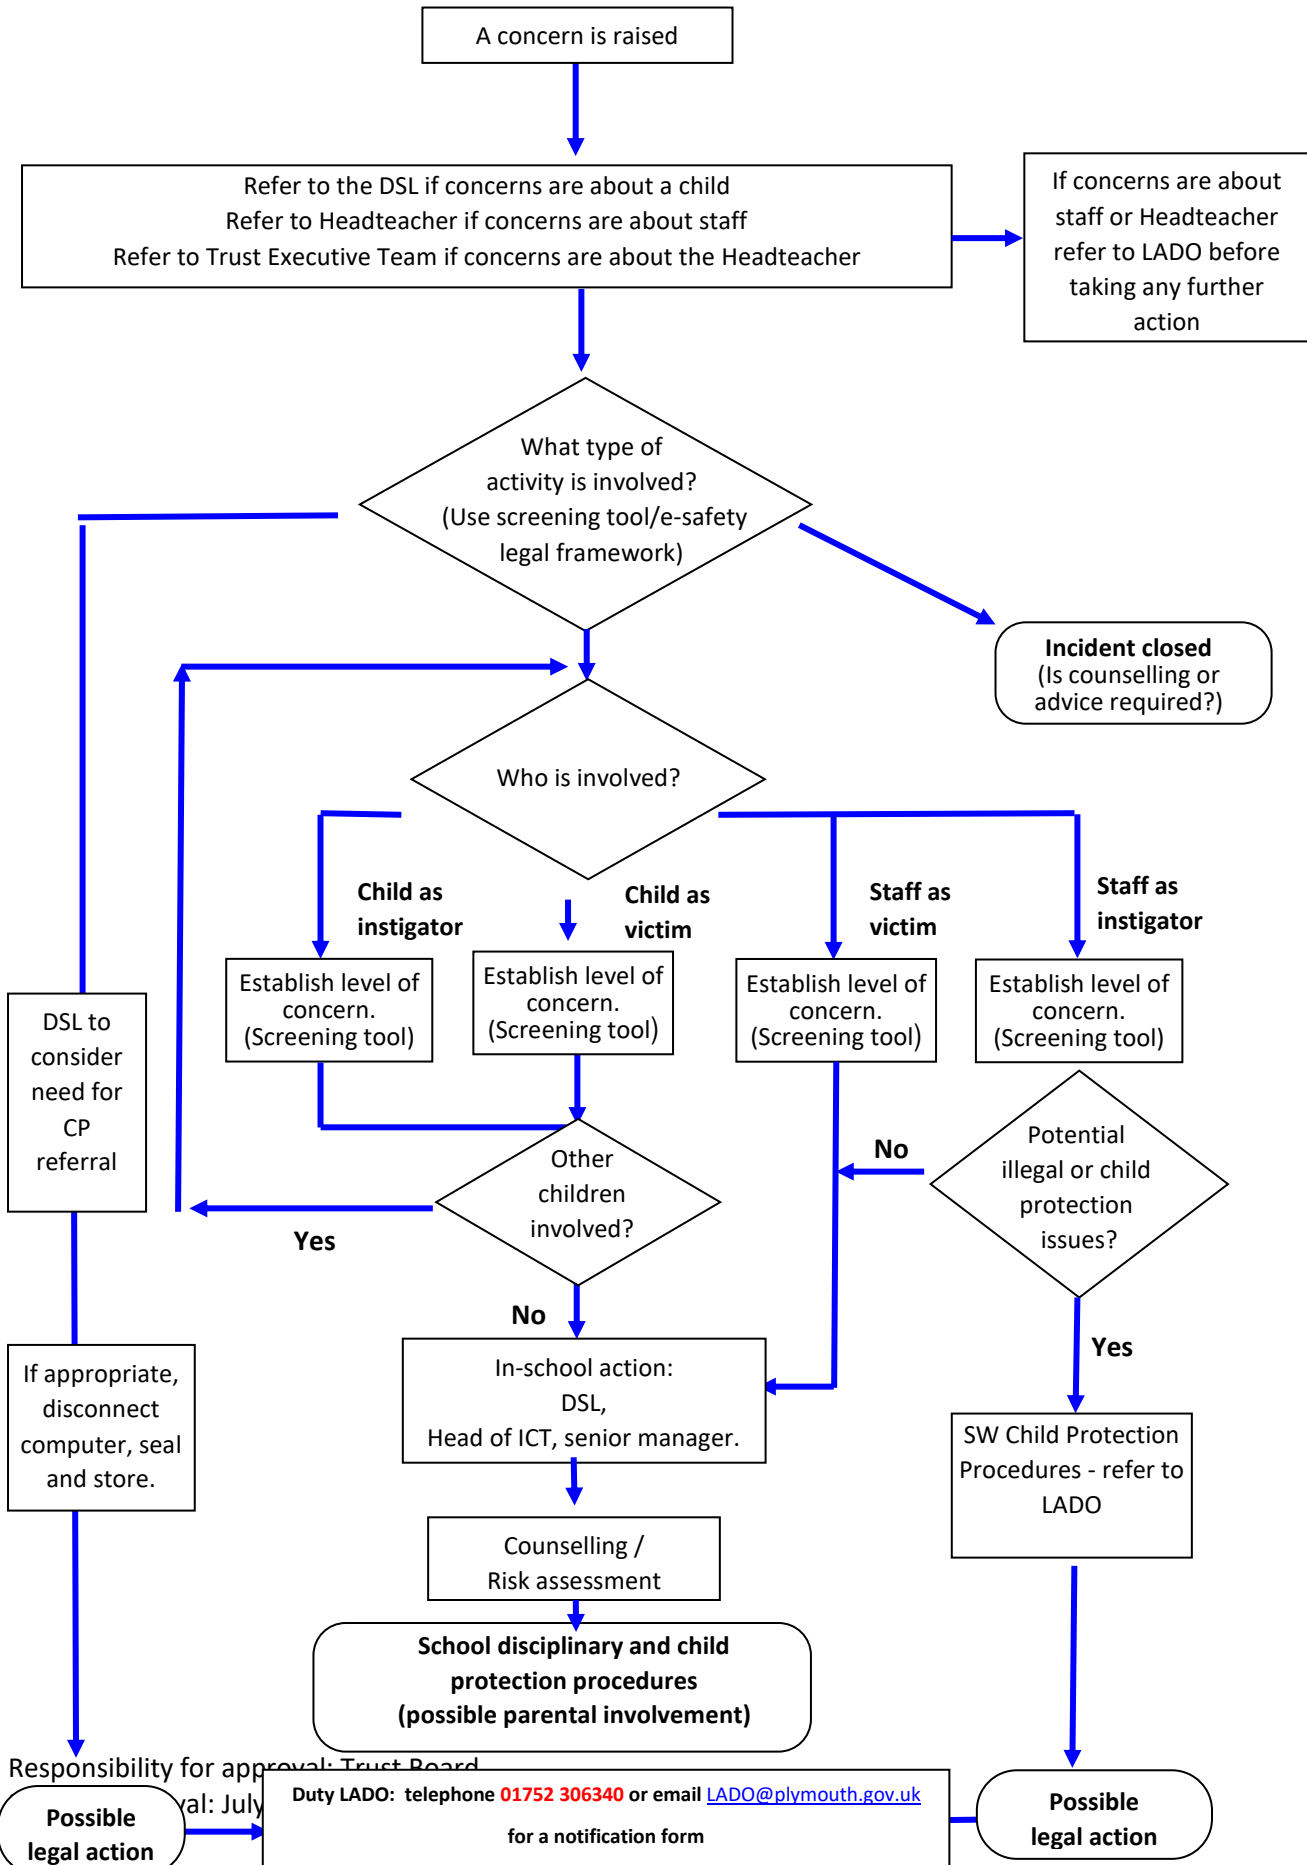 A concern is raised
Refer to the DSL if concerns are about a child
Refer to Headteacher if concerns are about staff
Refer to Trust Executive Team if concerns are about the Headteacher
If concerns are about
staff or Headteacher
refer to LADO before
taking any further
action
What type of
activity is involved?
(Use screening tool/e-safety
legal framework)
Incident closed
(Is counselling or
advice required?)
Who is involved?
Child as
instigator
Child as
victim
Staff as
victim
Staff as
instigator
Establish level of
concern.
(Screening tool)
Establish level of
concern.
(Screening tool)
Establish level of
concern.
(Screening tool)
Establish level of
concern.
(Screening tool)
DSL to
consider
need for
CP
referral
Other
children
involved?
Yes
No
Potential
illegal or child
protection
issues?
No
Yes
If appropriate,
disconnect
computer, seal
and store.
In-school action:
DSL,
Head of ICT, senior manager.
SW Child Protection
Procedures - refer to
LADO
Counselling /
Risk assessment
School disciplinary and child
protection procedures
(possible parental involvement)
Responsibility for approval: Trust Board
val: July
Possible
legal action
Duty LADO: telephone 01752 306340 or email LADO@plymouth.gov.uk
for a notification form
Possible
legal action